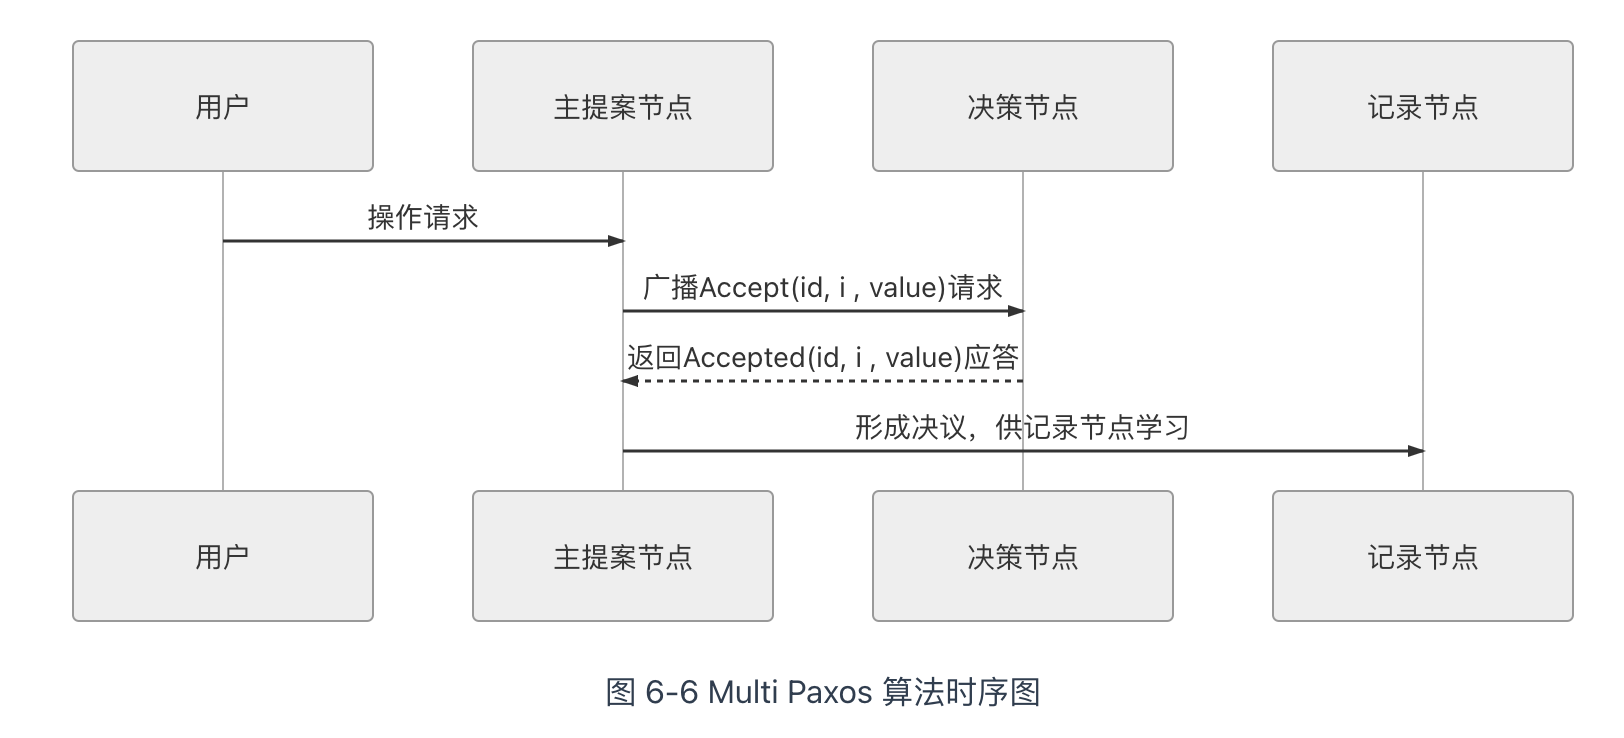 用户
主提案节点
决策节点
记录节点
操作请求
广播Accept(id, i , value)请求
返回Accepted(id, i , value)应答
形成决议，供记录节点学习
用户
主提案节点
决策节点
记录节点
图 6-6 Multi Paxos 算法时序图